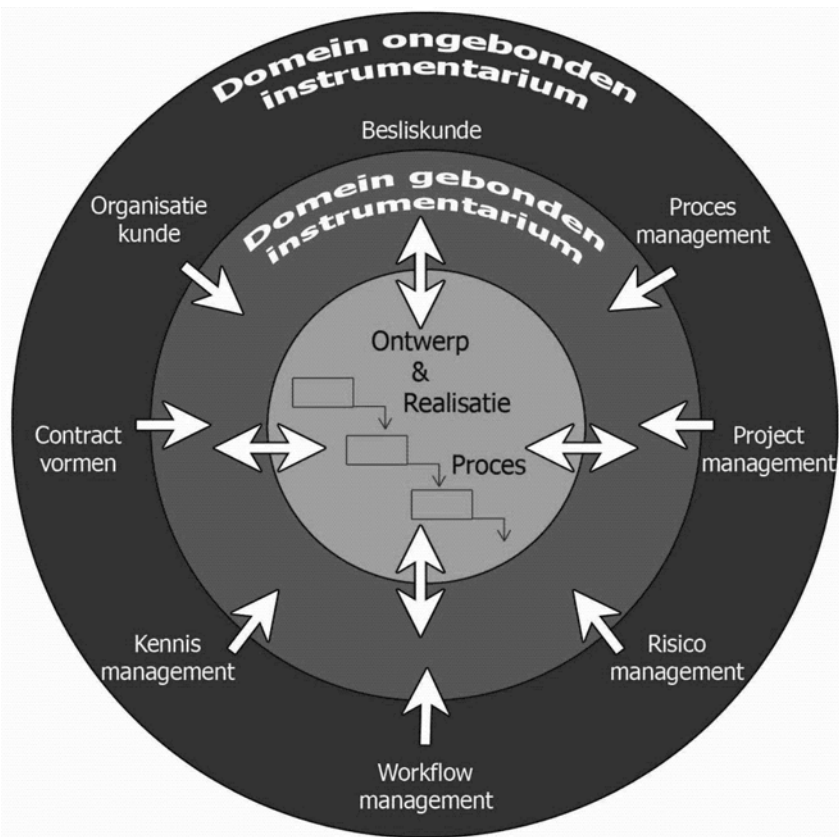 Domein ongebonden
instrumentarium
Besliskunde
Domein gebonden
instrumentarium
Organisatie
kunde
Proces
management
Ontwerp
&
Realisatie
Proces
Contract
vormen
Project
management
Kennis
management
Risico
management
Workflow
management